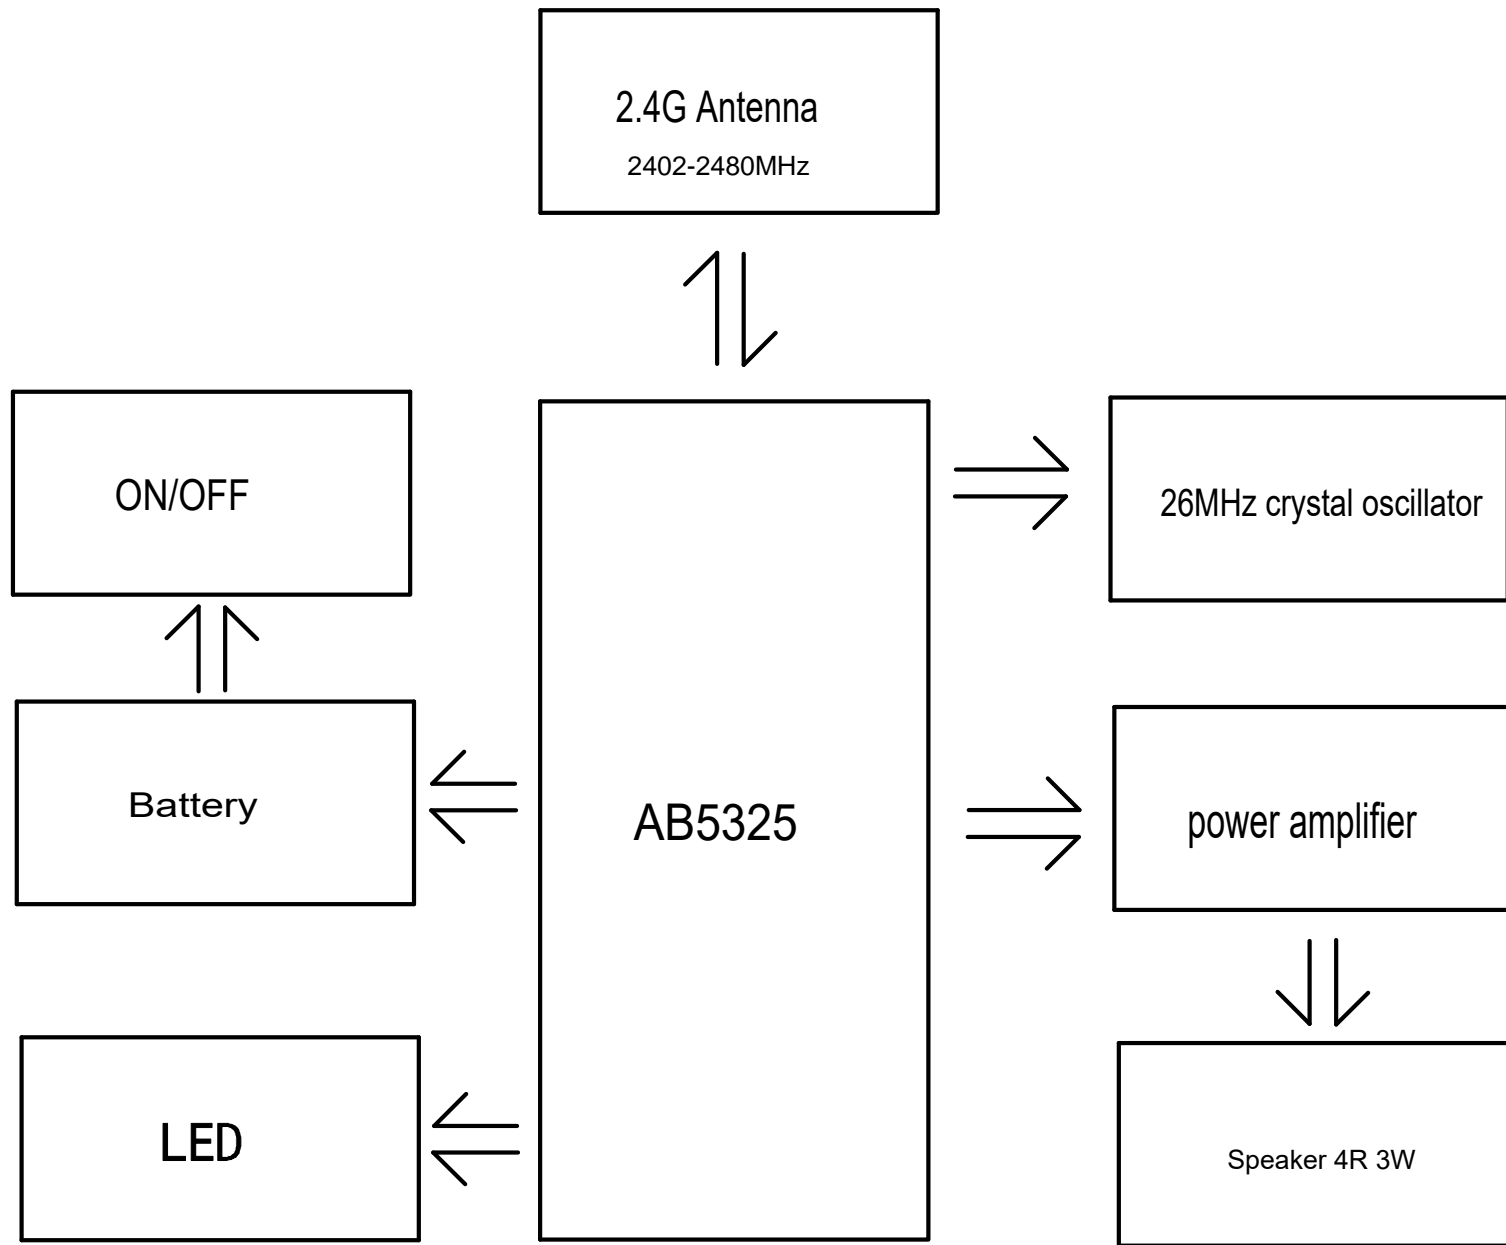 2.4G Antenna
2402-2480MHz
ON/OFF
26MHz crystal oscillator
Battery
AB5325
power amplifier
LED
Speaker 4R 3W